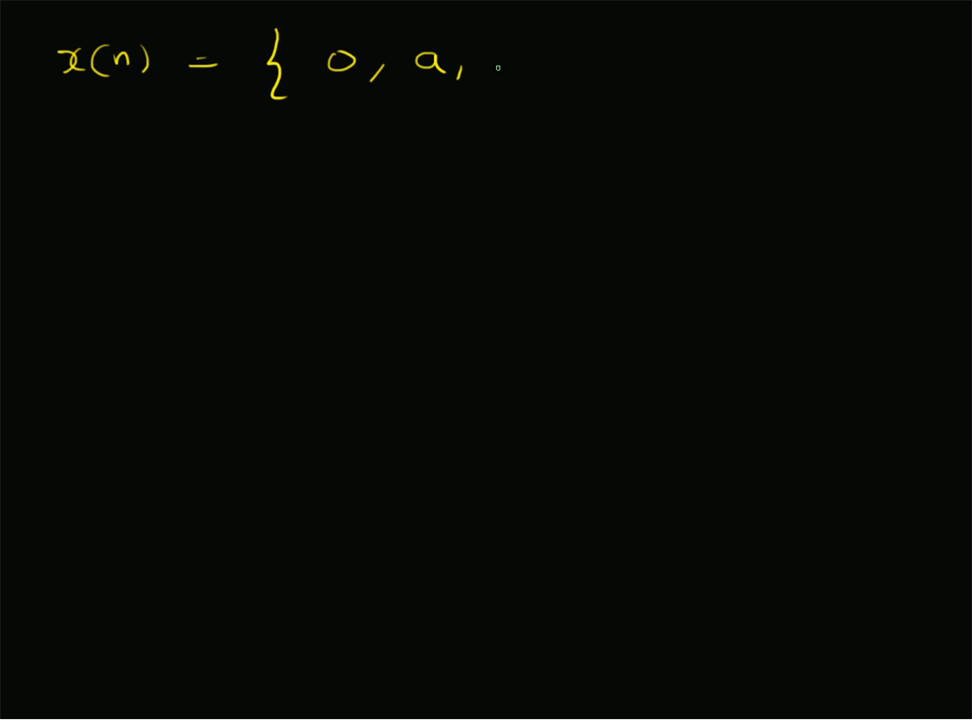 x(n) = { 0, a,